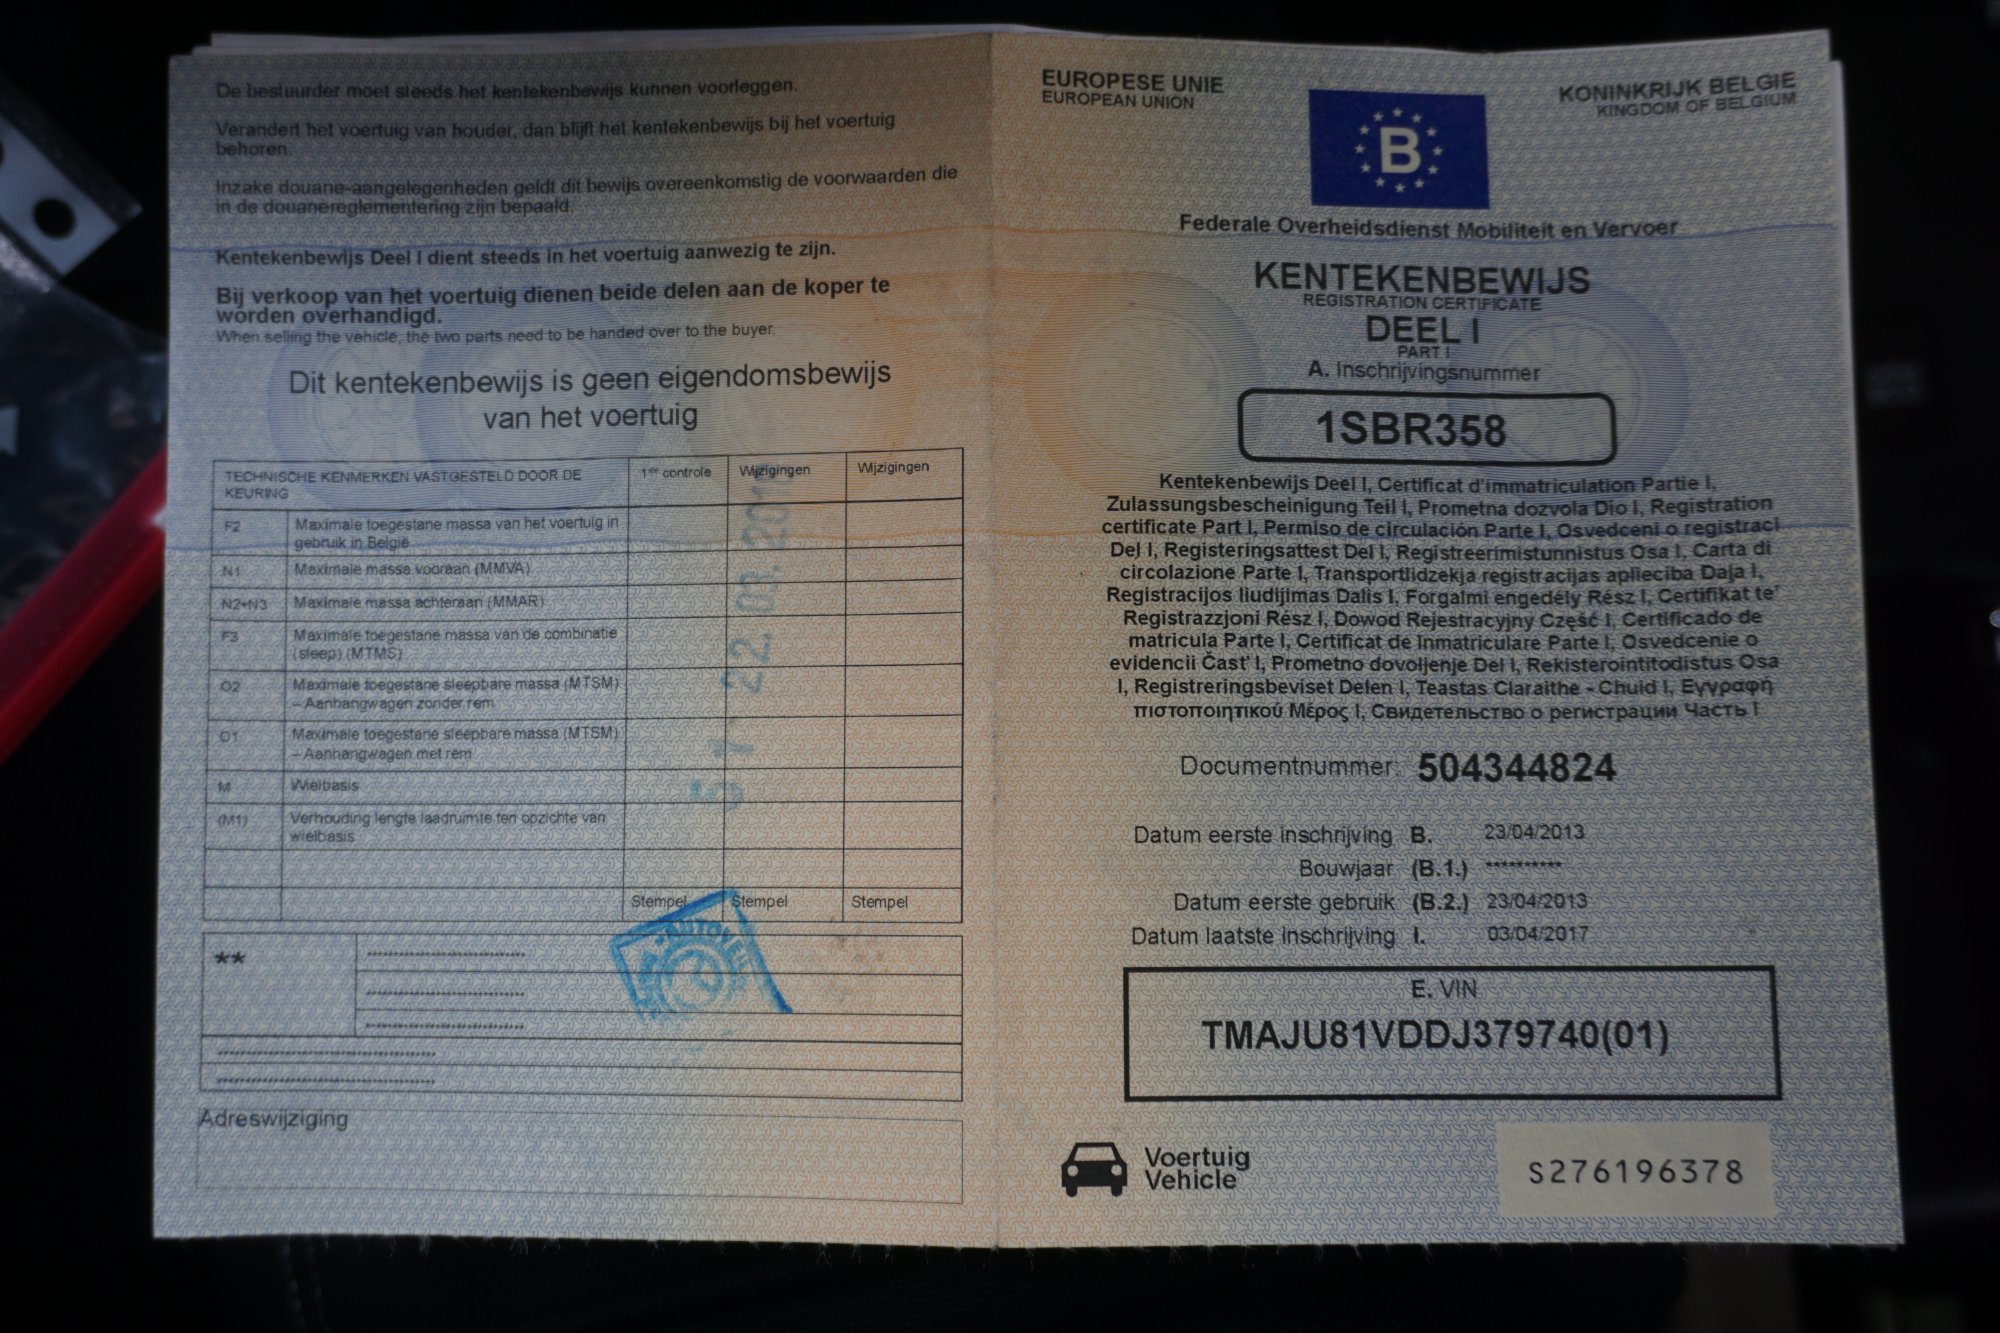 De bestuurder moet steeds het kentekenbewijs kunnen voorleggen.
Verandert het voertuig van houder, dan blijft het kentekenbewijs bij het voertuig
behoren.
Inzake douane-aangelegenheden geldt dit bewijs overeenkomstig de voorwaarden die
in de douanereglementering zijn bepaald.
Kentekenbewijs Deel I dient steeds in het voertuig aanwezig te zijn.
Bij verkoop van het voertuig dienen beide delen aan de koper te
worden overhandigd.
When selling the vehicle, the two parts need to be handed over to the buyer.
Dit kentekenbewijs is geen eigendomsbewijs
van het voertuig
TECHNISCHE KENMERKEN VASTGESTELD DOOR DE
KEURING
1ste controle
Wijzigingen
Wijzigingen
F2 Maximale toegestane massa van het voertuig in
gebruik in België
N1 Maximale massa vooraan (MMVA)
N2+N3 Maximale massa achteraan (MMAR)
F3 Maximale toegestane massa van de combinatie
(sleep) (MTMS)
O2 Maximale toegestane sleepbare massa (MTSM)
– Aanhangwagen zonder rem
O1 Maximale toegestane sleepbare massa (MTSM)
– Aanhangwagen met rem
M Wielbasis
(M1) Verhouding lengte laadruimte ten opzichte van
wielbasis
Stempel Stempel Stempel
**
Adreswijziging
EUROPESE UNIE
EUROPEAN UNION
B
KONINKRIJK BELGIE
KINGDOM OF BELGIUM
Federale Overheidsdienst Mobiliteit en Vervoer
KENTEKENBEWIJS
REGISTRATION CERTIFICATE
DEEL I
PART I
A. Inschrijvingsnummer
1SBR358
Kentekenbewijs Deel I, Certificat d'immatriculation Partie I,
Zulassungsbescheinigung Teil I, Prometna dozvola Dio I, Registration
certificate Part I, Permiso de circulación Parte I, Osvedceni o registraci
Del I, Registeringsattest Del I, Registreerimistunnistus Osa I, Carta di
circolazione Parte I, Transportlidzekja registracijas aplieciba Daja I,
Registracijos liudijimas Dalis I, Forgalmi engedély Rész I, Certifikat te'
Registrazzjoni Rész I, Dowod Rejestracyjny Część I, Certificado de
matricula Parte I, Certificat de Inmatriculare Parte I, Osvedcenie o
evidencii Časť I, Prometno dovoljenje Del I, Rekisterointitodistus Osa
I, Registreringsbeviset Delen I, Teastas Claraithe - Chuid I, Εγγραφή
πιστοποιητικού Μέρος I, Свидетельство о регистрации Часть I
Documentnummer: 504344824
Datum eerste inschrijving B. 23/04/2013
Bouwjaar (B.1.) **********
Datum eerste gebruik (B.2.) 23/04/2013
Datum laatste inschrijving I. 03/04/2017
E. VIN
TMAJU81VDDJ379740(01)
Voertuig
Vehicle
S276196378